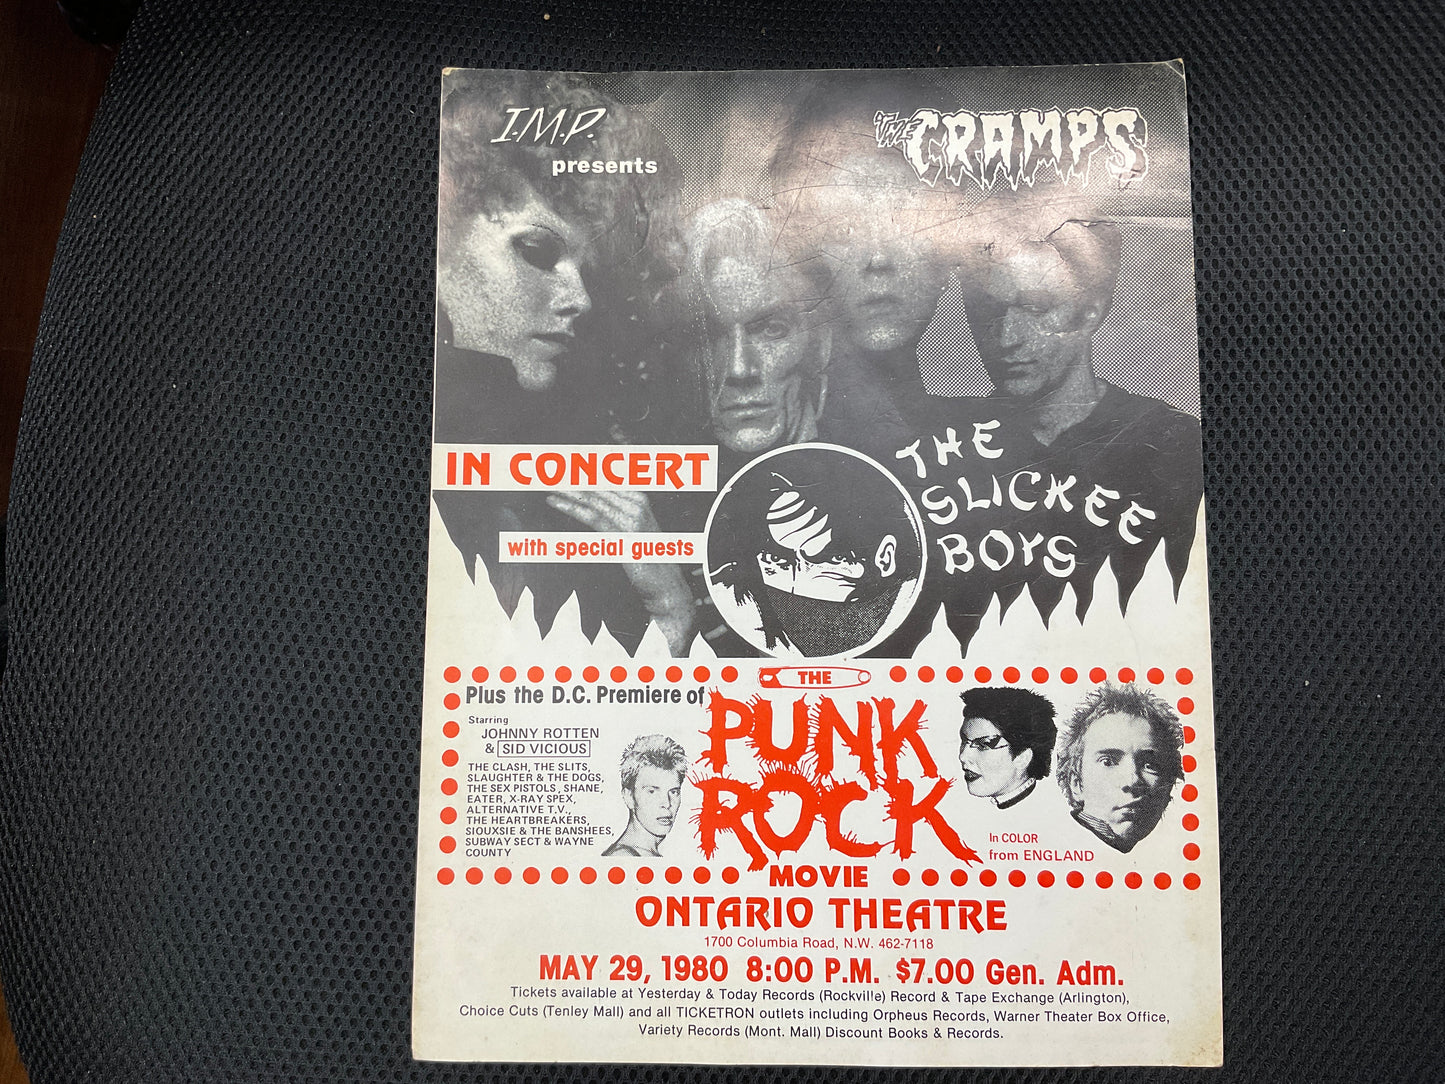 I.M.P.
presents
THE CRAMPS
IN CONCERT
with special guests
THE
SLICKEE
BOYS
Plus the D.C. Premiere of
THE
PUNK
ROCK
MOVIE
Starring
JOHNNY ROTTEN
& SID VICIOUS
THE CLASH, THE SLITS,
SLAUGHTER & THE DOGS,
THE SEX PISTOLS, SHANE,
EATER, X-RAY SPEX,
ALTERNATIVE T.V.,
THE HEARTBREAKERS,
SIOUXSIE & THE BANSHEES,
SUBWAY SECT & WAYNE
COUNTY
In COLOR
from ENGLAND
ONTARIO THEATRE
1700 Columbia Road, N.W. 462-7118
MAY 29, 1980 8:00 P.M. $7.00 Gen. Adm.
Tickets available at Yesterday & Today Records (Rockville) Record & Tape Exchange (Arlington),
Choice Cuts (Tenley Mall) and all TICKETRON outlets including Orpheus Records, Warner Theater Box Office,
Variety Records (Mont. Mall) Discount Books & Records.